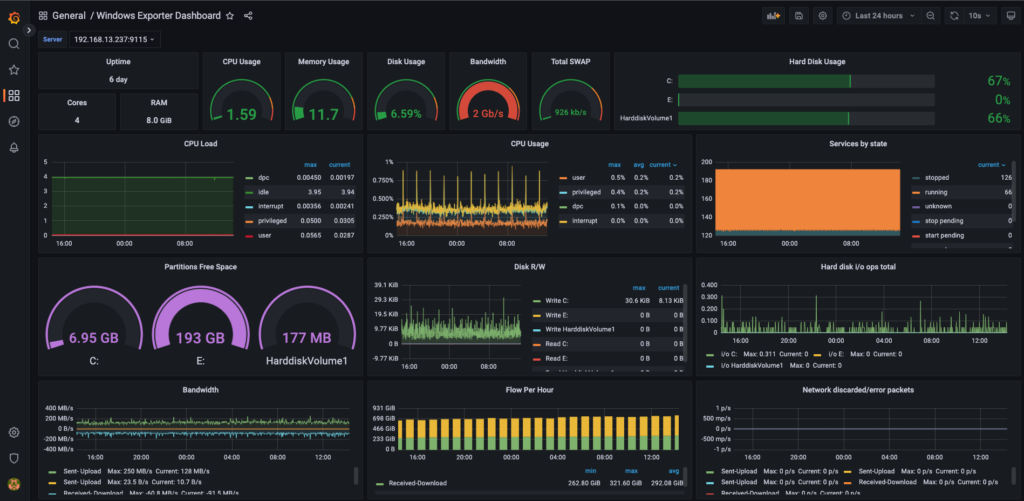 General / Windows Exporter Dashboard
Last 24 hours
10s
Server 192.168.13.237:9115
Uptime
6 day
Cores
4
RAM
8.0 GiB
CPU Usage
1.59
Memory Usage
11.7
Disk Usage
6.59%
Bandwidth
2 Gb/s
Total SWAP
926 kb/s
Hard Disk Usage
C: 67%
E: 0%
HarddiskVolume1 66%
CPU Load
5
4
3
2
1
0
16:00 00:00 08:00
max current
dpc 0.00450 0.00197
idle 3.95 3.94
interrupt 0.00356 0.00241
privileged 0.0500 0.0305
user 0.0565 0.0287
CPU Usage
1%
0.750%
0.500%
0.250%
0%
16:00 00:00 08:00
max avg current
user 0.5% 0.2% 0.2%
privileged 0.4% 0.2% 0.2%
dpc 0.1% 0.0% 0.0%
interrupt 0.0% 0.0% 0.0%
Services by state
200
180
160
140
120
16:00 00:00 08:00
current
stopped 126
running 66
unknown 0
stop pending 0
start pending 0
Partitions Free Space
6.95 GB
C:
193 GB
E:
177 MB
HarddiskVolume1
Disk R/W
39.1 KiB
29.3 KiB
19.5 KiB
9.77 KiB
0 B
-9.77 KiB
16:00 00:00 08:00
max current
Write C: 30.6 KiB 8.13 KiB
Write E: 0 B 0 B
Write HarddiskVolume1 0 B 0 B
Read C: 0 B 0 B
Read E: 0 B 0 B
Hard disk i/o ops total
0.400
0.300
0.200
0.100
0
16:00 20:00 00:00 04:00 08:00 12:00
i/o C: Max: 0.311 Current: 0 i/o E: Max: 0 Current: 0
i/o HarddiskVolume1 Max: 0 Current: 0
Bandwidth
400 MB/s
200 MB/s
0 B/s
-200 MB/s
-400 MB/s
16:00 20:00 00:00 04:00 08:00 12:00
Sent- Upload Max: 250 MB/s Current: 128 MB/s
Sent- Upload Max: 23.5 B/s Current: 10.7 B/s
Received-Download Max: -60.8 MB/s Current: -91.5 MB/s
Flow Per Hour
931 GiB
698 GiB
466 GiB
233 GiB
0 B
16:00 20:00 00:00 04:00 08:00 12:00
min max avg
Received-Download 262.80 GiB 321.60 GiB 292.08 GiB
Network discarded/error packets
1 p/s
500 mp/s
0 p/s
-500 mp/s
-1 p/s
16:00 20:00 00:00 04:00 08:00 12:00
Sent-Upload Max: 0 p/s Current: 0 p/s Sent-Upload Max: 0 p/s Current: 0 p/s
Sent-Upload Max: 0 p/s Current: 0 p/s Received-Download Max: 0 p/s Current: 0 p/s
Received-Download Max: 0 p/s Current: 0 p/s